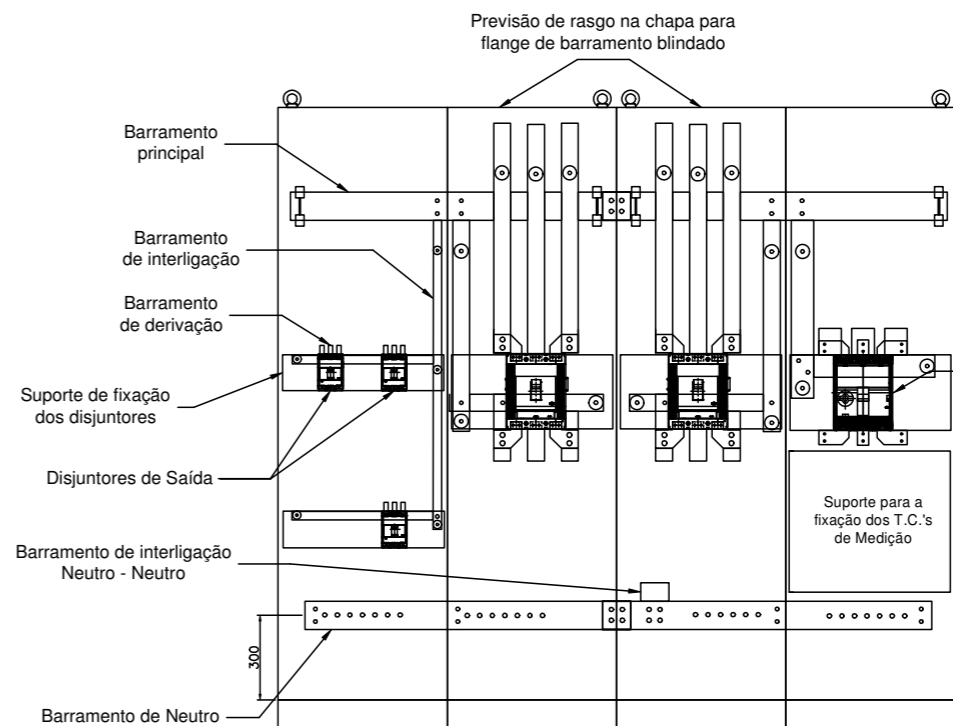 Previsão de rasgo na chapa para
flange de barramento blindado
Barramento
principal
Barramento
de interligação
Barramento
de derivação
Suporte de fixação
dos disjuntores
Disjuntores de Saída
Suporte para a
fixação dos T.C.'s
de Medição
Barramento de interligação
Neutro - Neutro
300
Barramento de Neutro